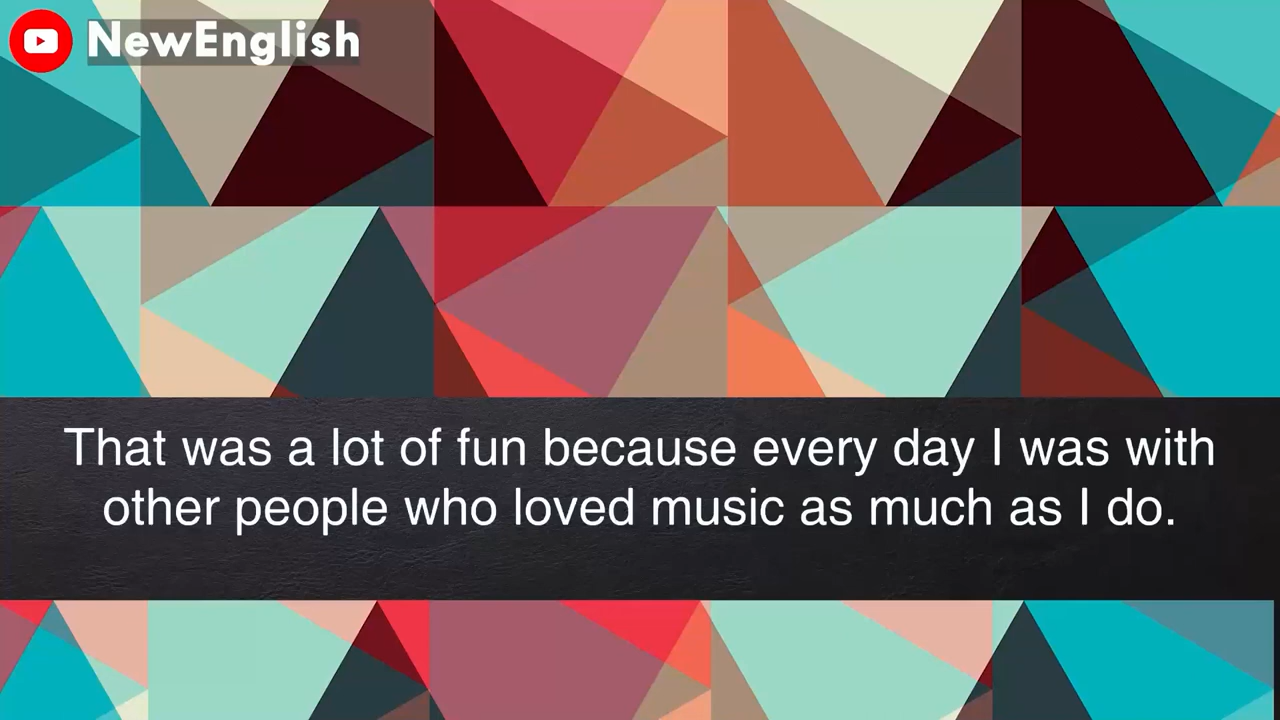 NewEnglish
That was a lot of fun because every day I was with
other people who loved music as much as I do.